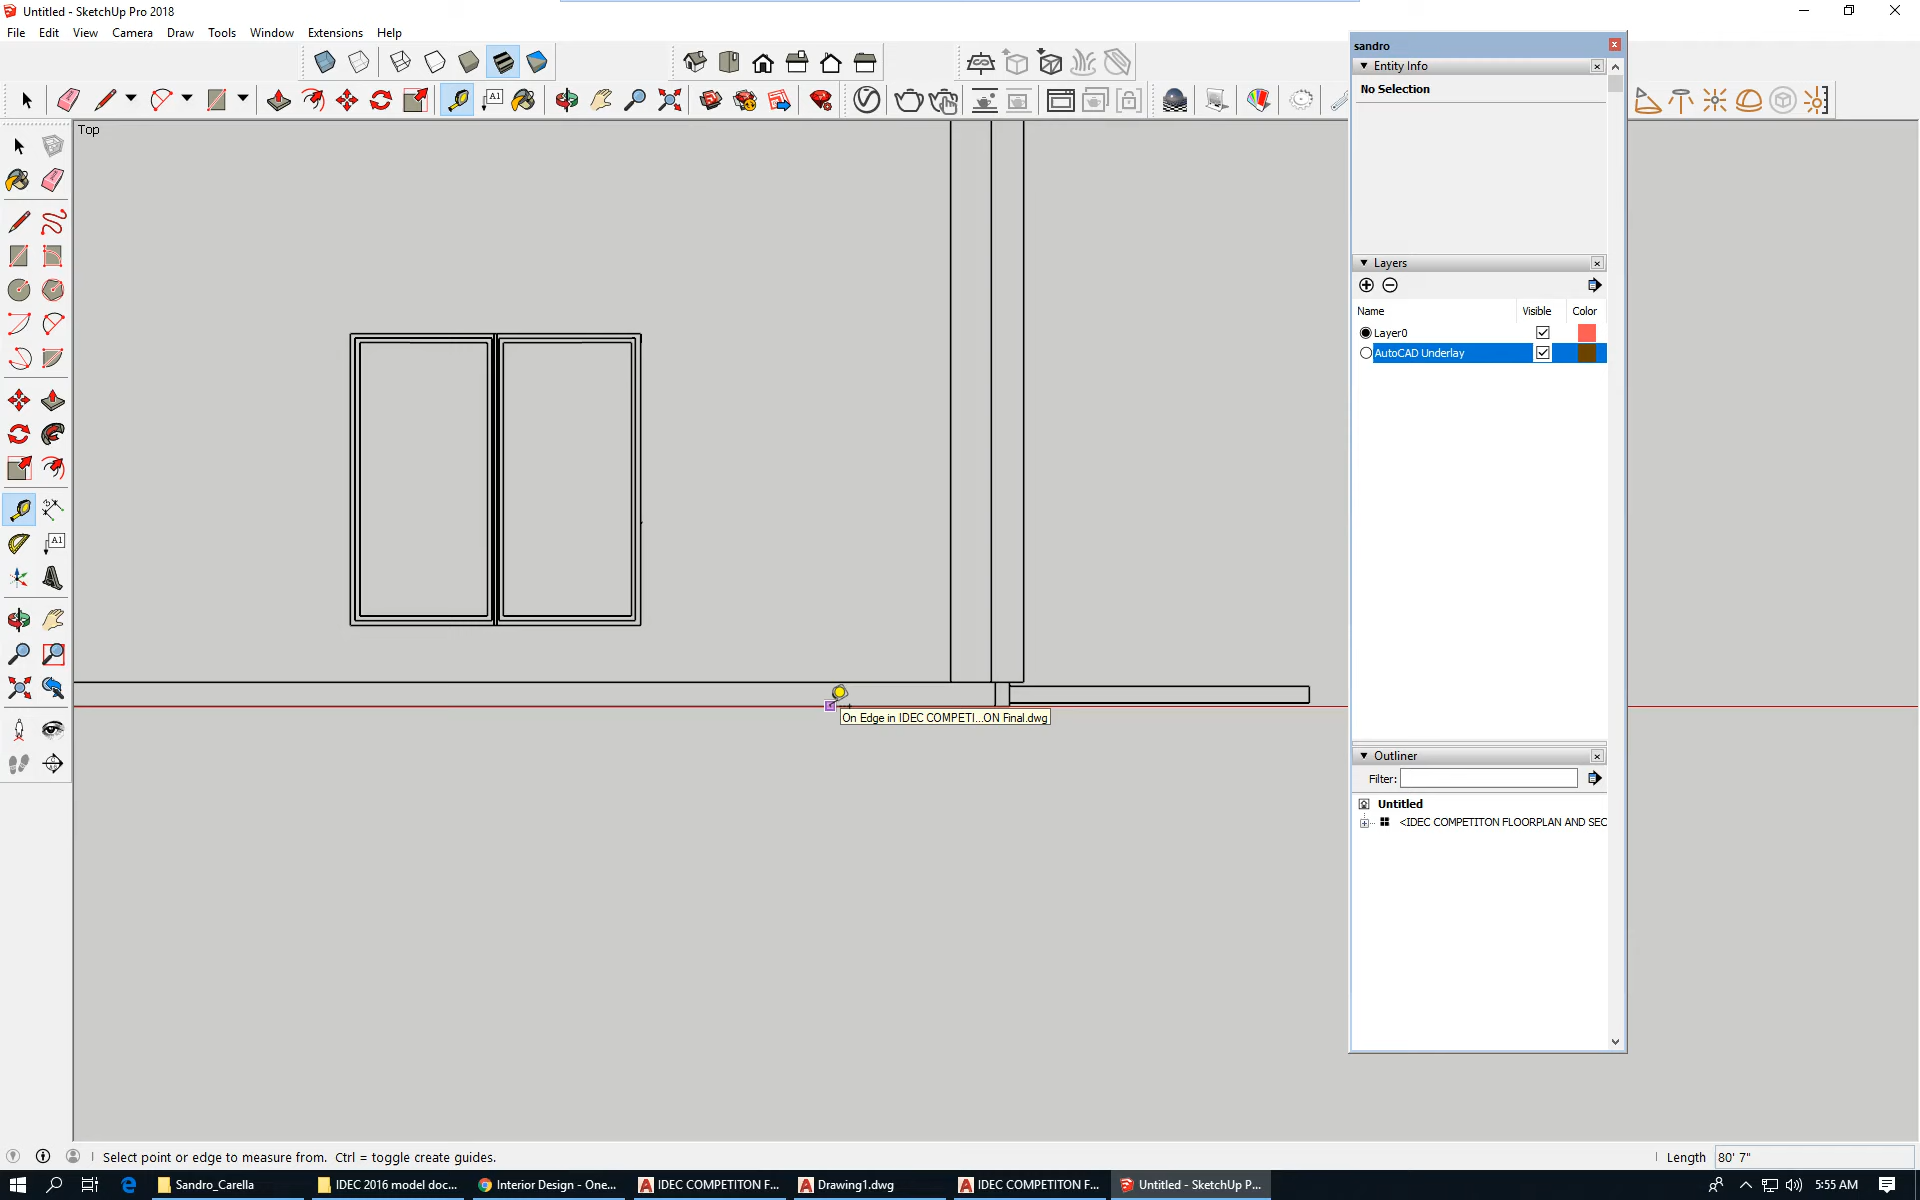 Untitled - SketchUp Pro 2018
File Edit View Camera Draw Tools Window Extensions Help
sandro
Entity Info
No Selection
A1
Top
Layers
Name Visible Color
Layer0
AutoCAD Underlay
A1
On Edge in IDEC COMPETI...ON Final.dwg
Outliner
Filter:
Untitled
<IDEC COMPETITON FLOORPLAN AND SEC
Select point or edge to measure from. Ctrl = toggle create guides.
Length 80' 7"
Sandro_Carella
IDEC 2016 model doc...
Interior Design - One...
IDEC COMPETITON F...
Drawing1.dwg
IDEC COMPETITON F...
Untitled - SketchUp P...
5:55 AM